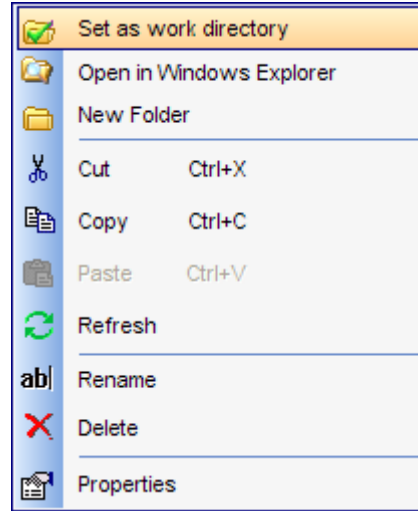 Set as work directory
Open in Windows Explorer
New Folder
Cut Ctrl+X
Copy Ctrl+C
Paste Ctrl+V
Refresh
ab| Rename
Delete
Properties